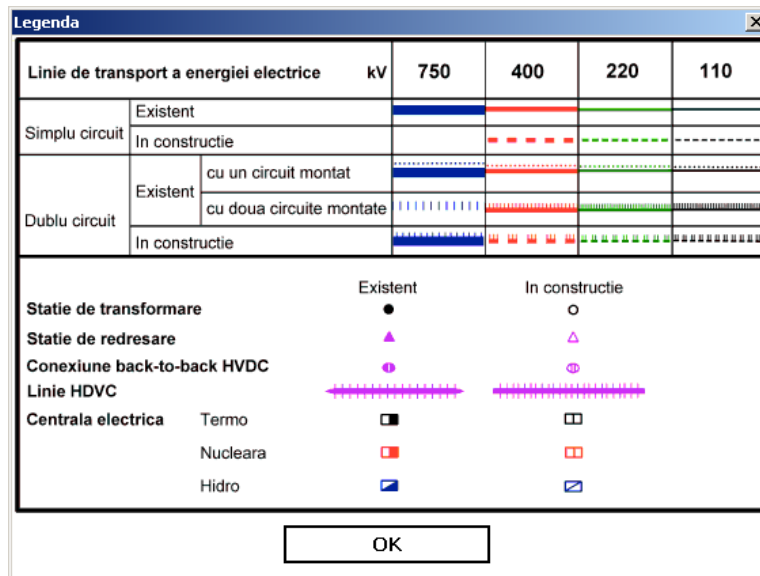 Legenda
Linie de transport a energiei electrice kV 750 400 220 110
Simplu circuit
Existent
In constructie
Dublu circuit
Existent
cu un circuit montat
cu doua circuite montate
In constructie
Existent In constructie
Statie de transformare
Statie de redresare
Conexiune back-to-back HVDC
Linie HDVC
Centrala electrica Termo
Nucleara
Hidro
OK